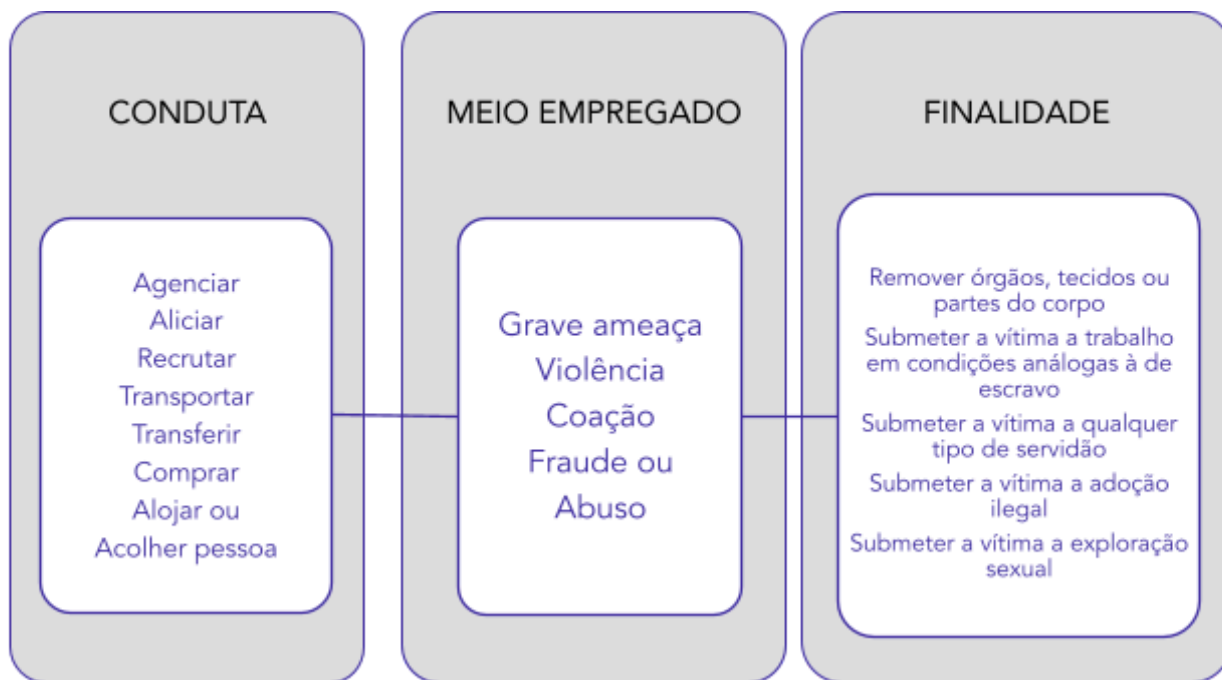 CONDUTA
Agenciar
Aliciar
Recrutar
Transportar
Transferir
Comprar
Alojar ou
Acolher pessoa
MEIO EMPREGADO
Grave ameaça
Violência
Coação
Fraude ou
Abuso
FINALIDADE
Remover órgãos, tecidos ou
partes do corpo
Submeter a vítima a trabalho
em condições análogas à de
escravo
Submeter a vítima a qualquer
tipo de servidão
Submeter a vítima a adoção
ilegal
Submeter a vítima a exploração
sexual